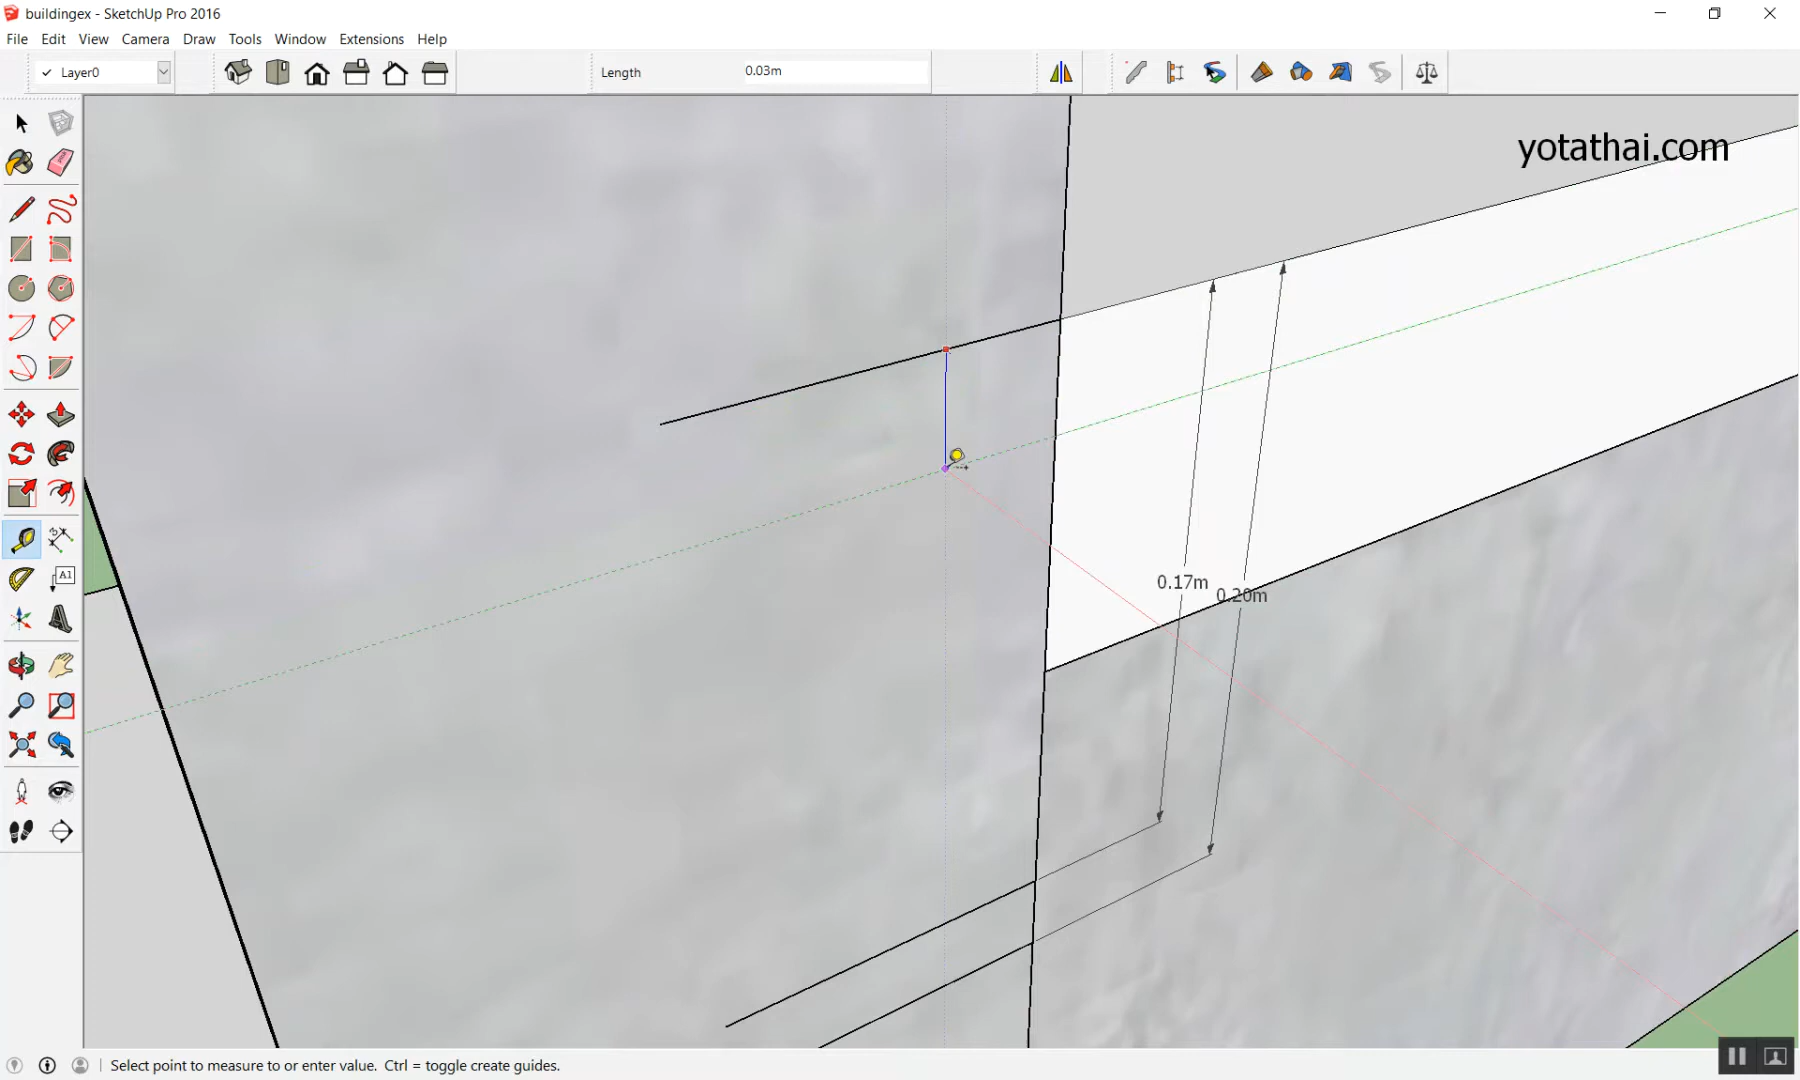 buildingex - SketchUp Pro 2016
File Edit View Camera Draw Tools Window Extensions Help
Layer0
Length 0.03m
yotathai.com
0.17m
0.20m
A1
Select point to measure to or enter value. Ctrl = toggle create guides.